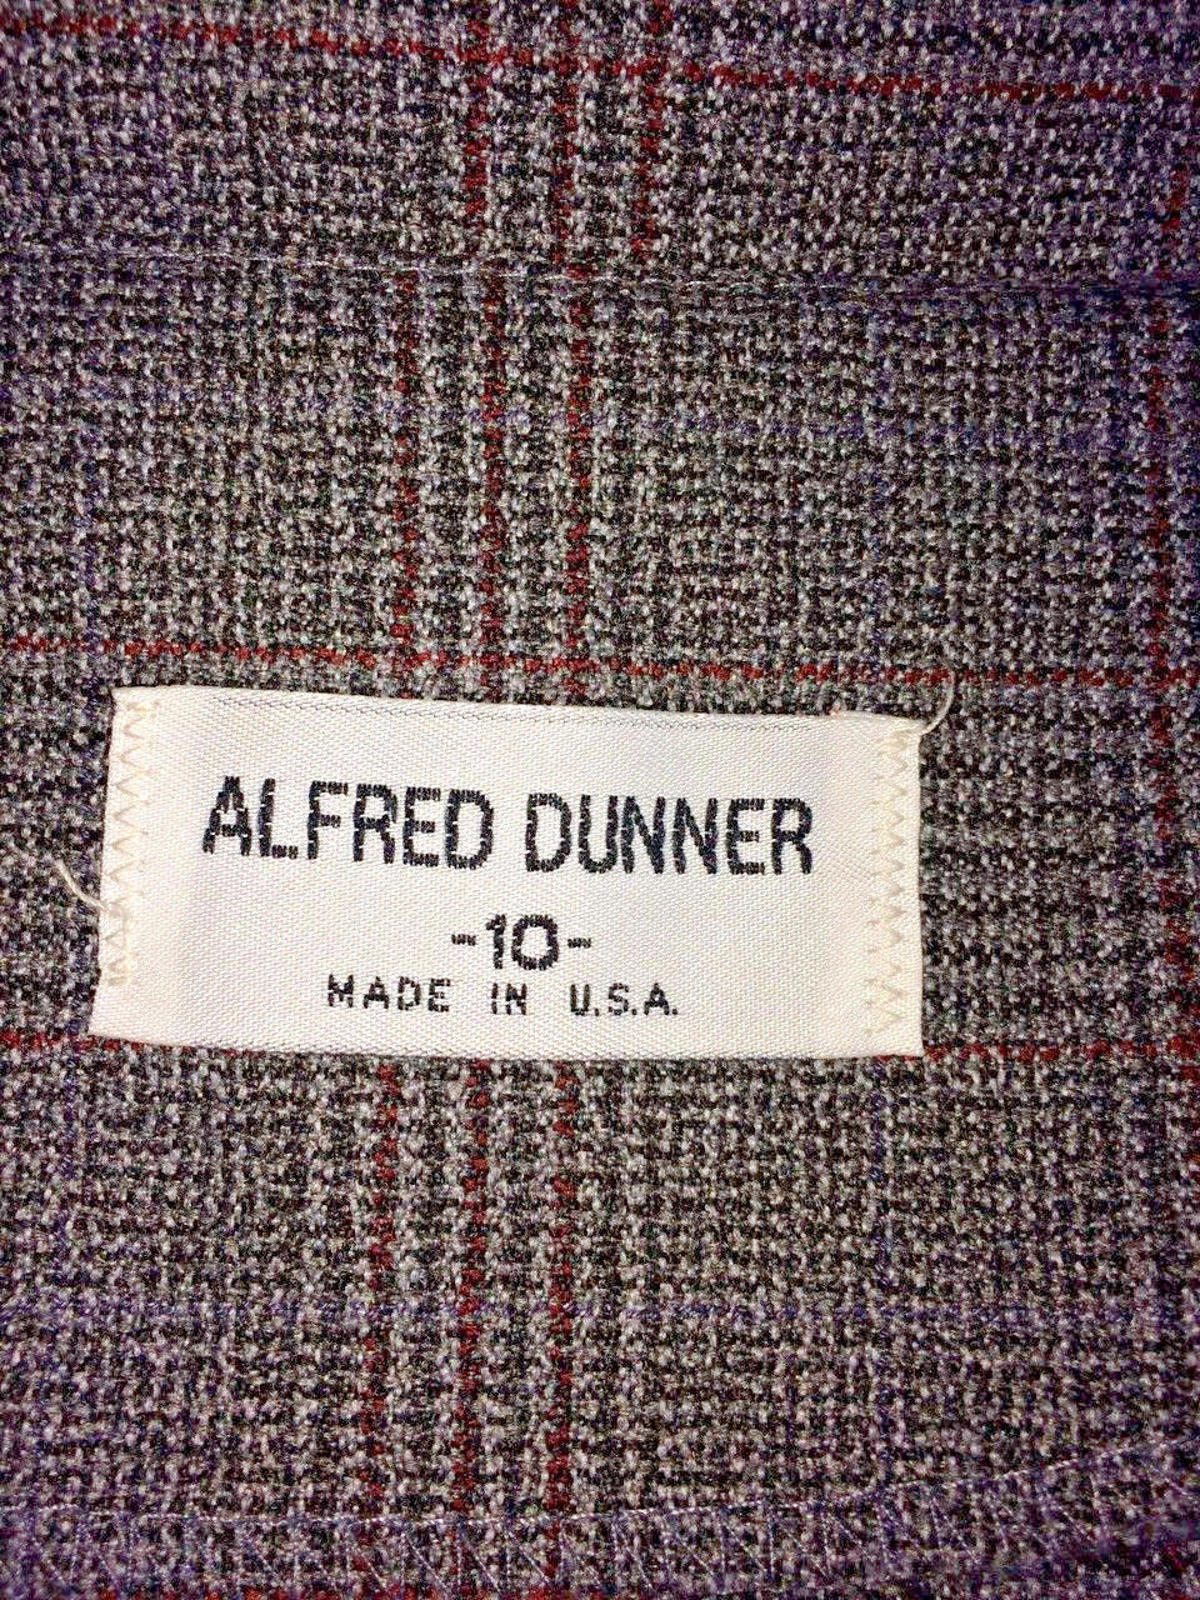 ALFRED DUNNER
-10-
MADE IN U.S.A.